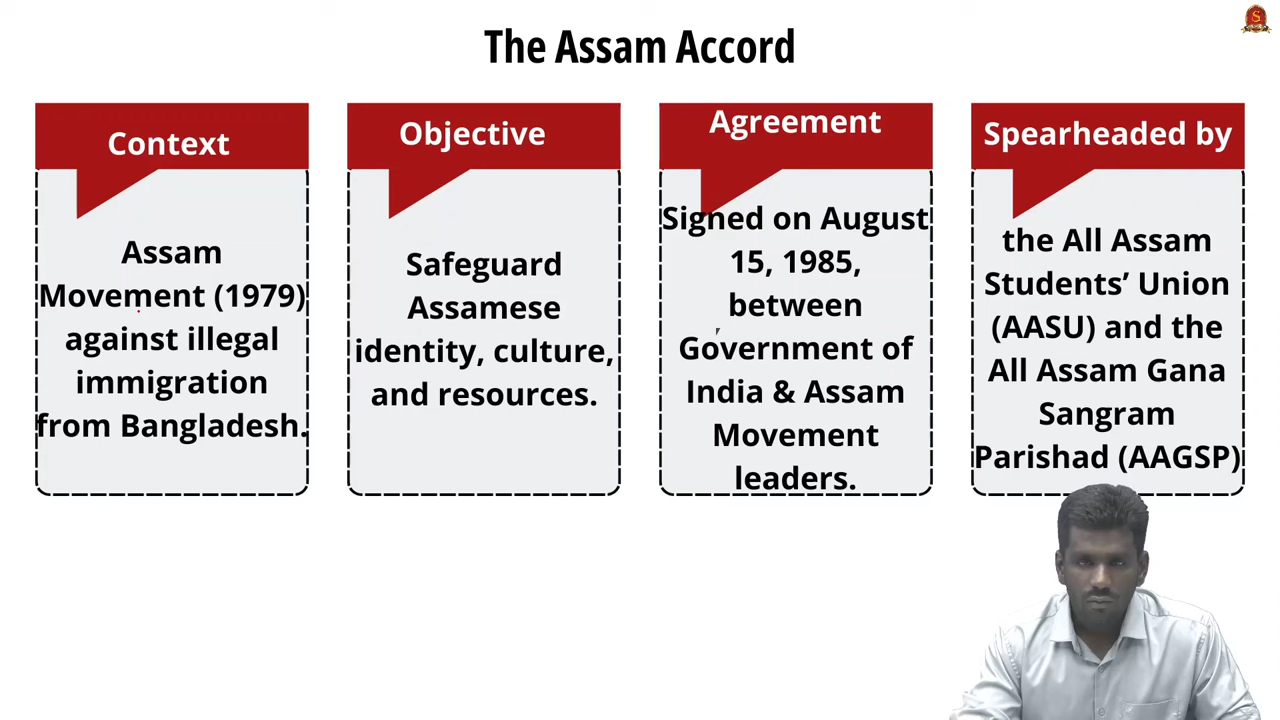 The Assam Accord
Context
Assam
Movement (1979)
against illegal
immigration
from Bangladesh.
Objective
Safeguard
Assamese
identity, culture,
and resources.
Agreement
Signed on August
15, 1985,
between
Government of
India & Assam
Movement
leaders.
Spearheaded by
the All Assam
Students’ Union
(AASU) and the
All Assam Gana
Sangram
Parishad (AAGSP)